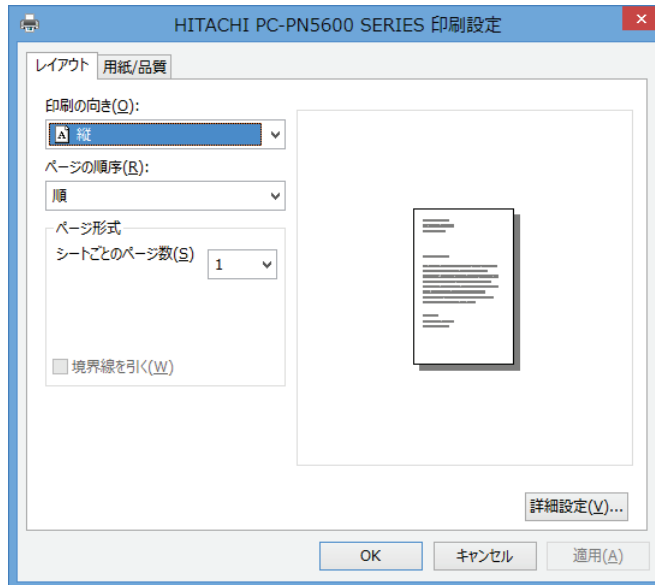 HITACHI PC-PN5600 SERIES 印刷設定
レイアウト 用紙/品質
印刷の向き(O):
A 縦
ページの順序(R):
順
ページ形式
シートごとのページ数(S) 1
境界線を引く(W)
詳細設定(V)...
OK キャンセル 適用(A)